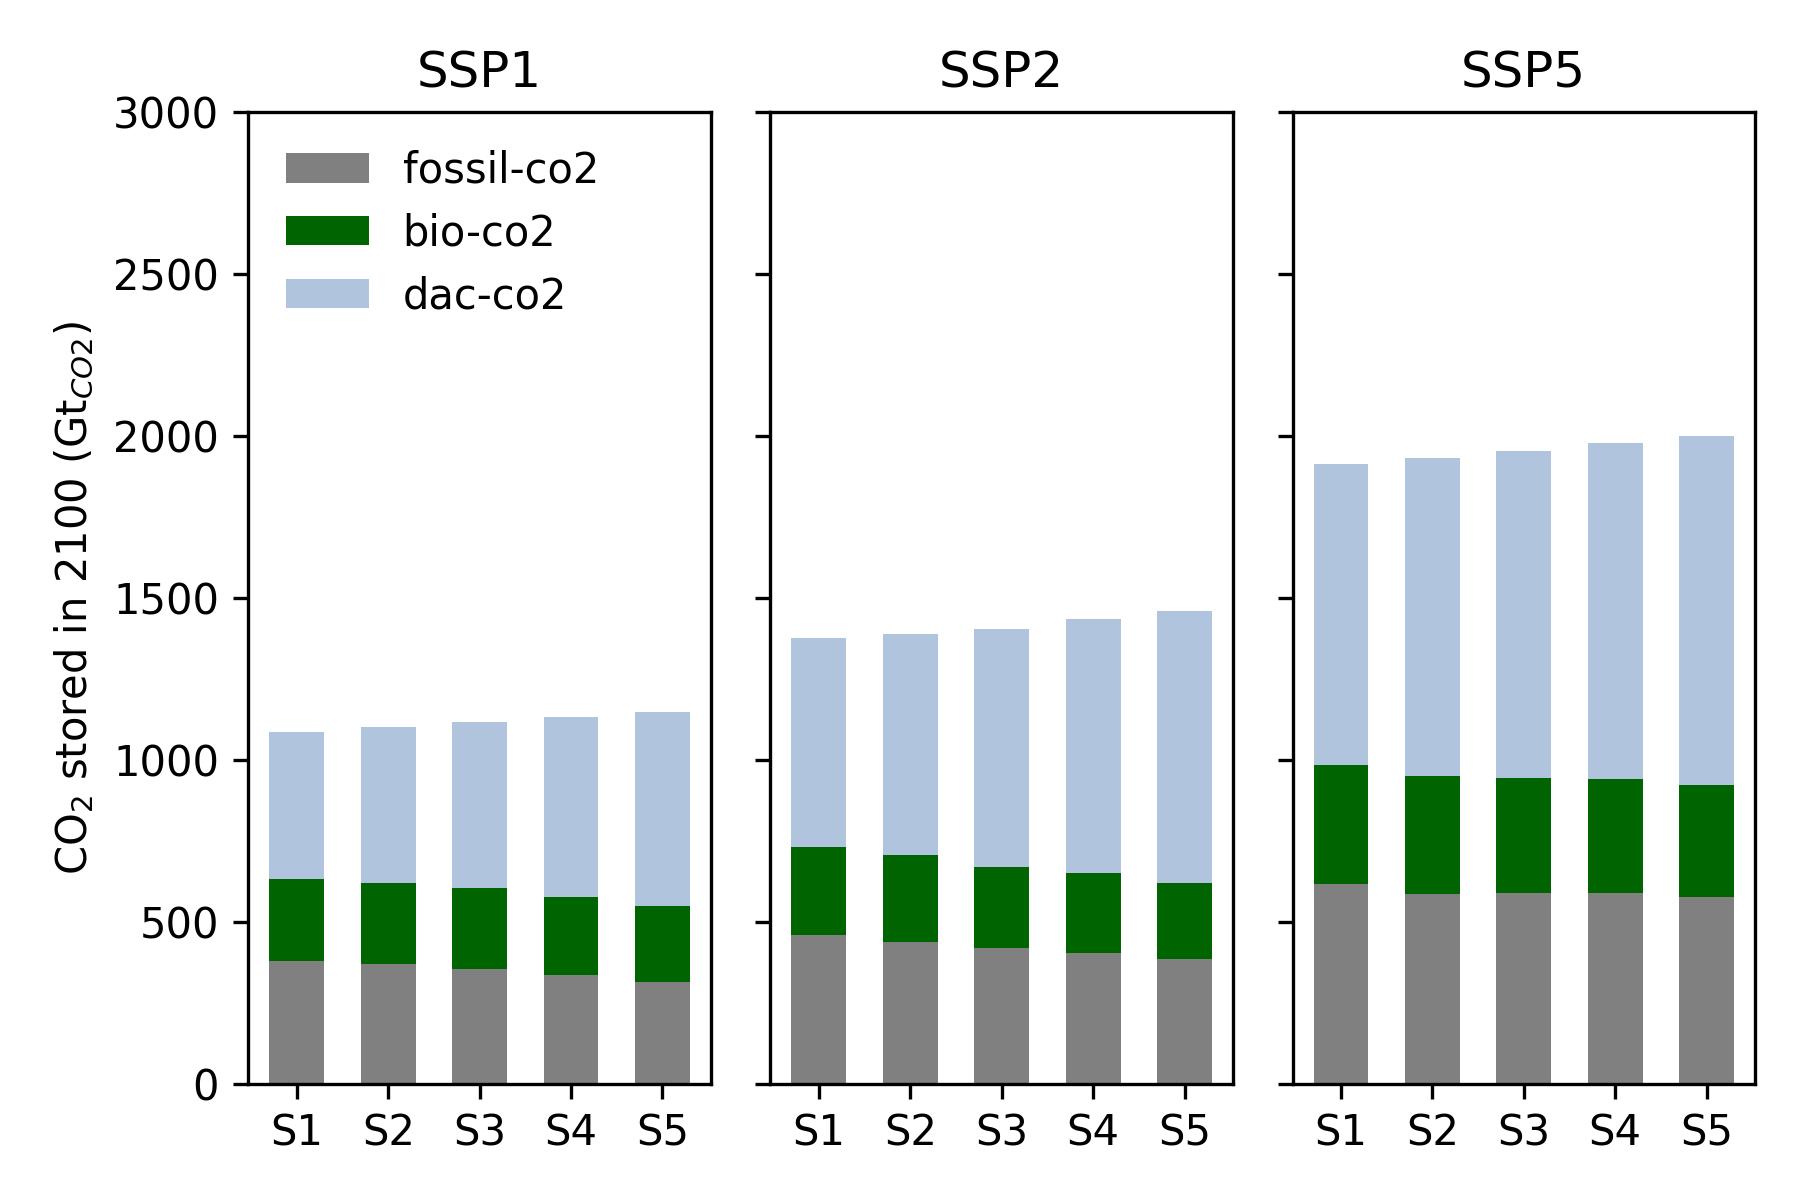 SSP1 SSP2 SSP5
3000
fossil-co2
bio-co2
2500
dac-co2
2000
1500
1000
500
0
CO₂ stored in 2100 (Gt_CO2)
S1 S2 S3 S4 S5 S1 S2 S3 S4 S5 S1 S2 S3 S4 S5